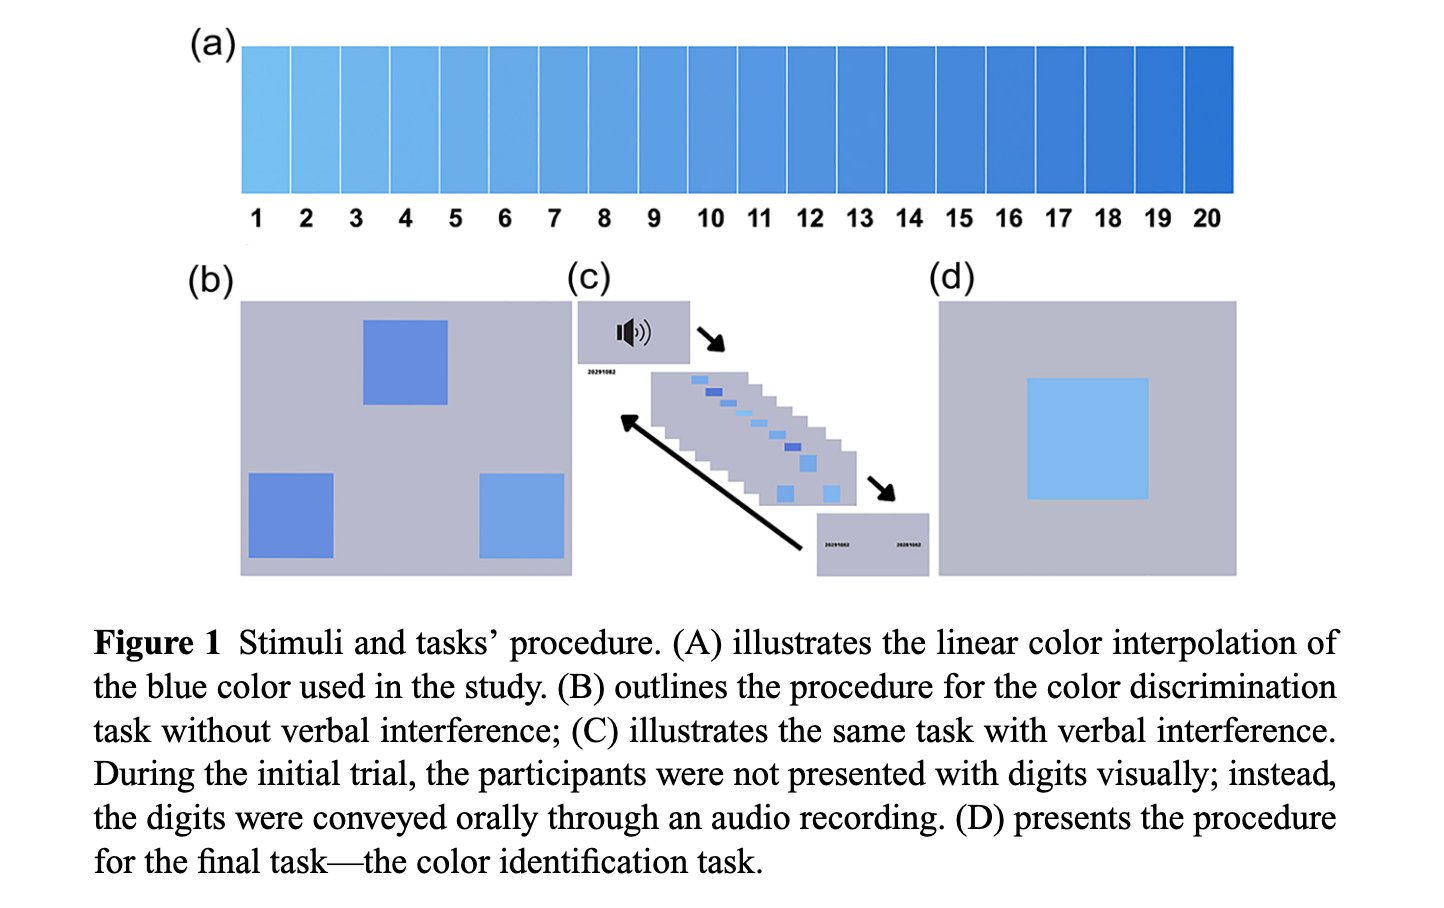 (a)
1 2 3 4 5 6 7 8 9 10 11 12 13 14 15 16 17 18 19 20
(b)
(c)
(d)
20291082
20291082 20281082
Figure 1 Stimuli and tasks’ procedure. (A) illustrates the linear color interpolation of
the blue color used in the study. (B) outlines the procedure for the color discrimination
task without verbal interference; (C) illustrates the same task with verbal interference.
During the initial trial, the participants were not presented with digits visually; instead,
the digits were conveyed orally through an audio recording. (D) presents the procedure
for the final task—the color identification task.